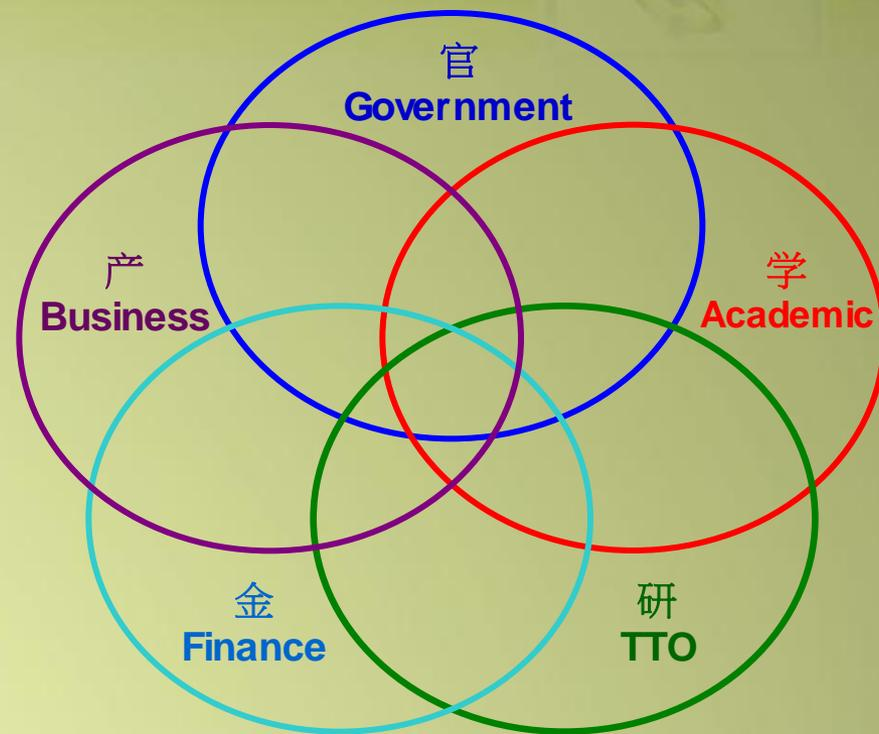 官
Government
产
Business
学
Academic
金
Finance
研
TTO